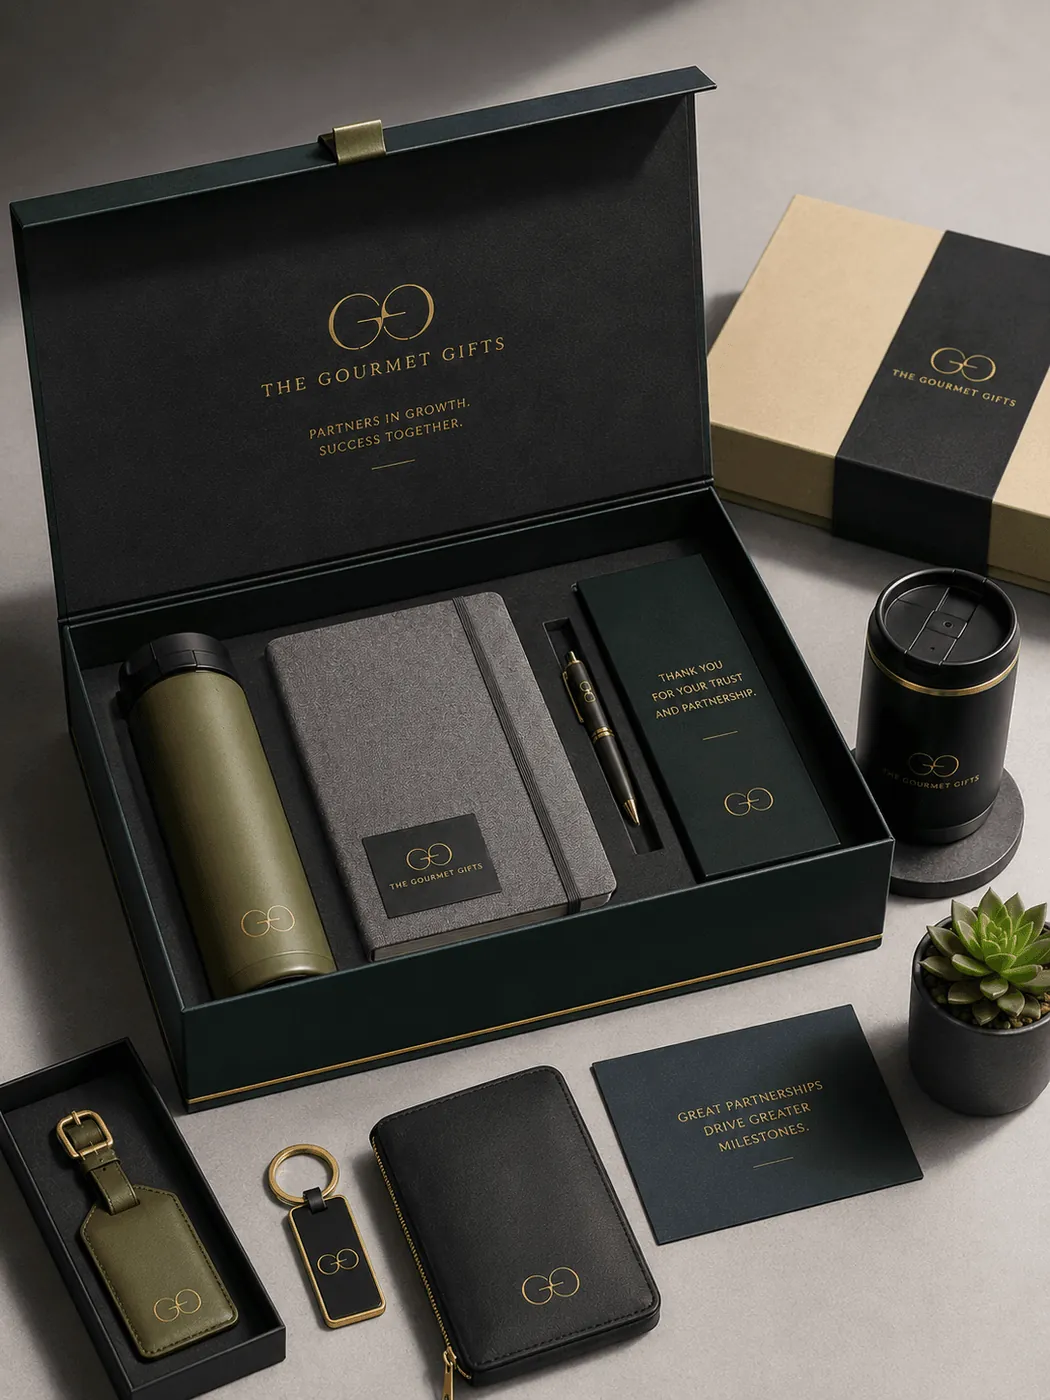 GG
THE GOURMET GIFTS
PARTNERS IN GROWTH.
SUCCESS TOGETHER.
GG
THE GOURMET GIFTS
THANK YOU
FOR YOUR TRUST
AND PARTNERSHIP.
GG
GG
GG
THE GOURMET GIFTS
GG
GG
THE GOURMET GIFTS
GREAT PARTNERSHIPS
DRIVE GREATER
MILESTONES.
GG
GG
GG